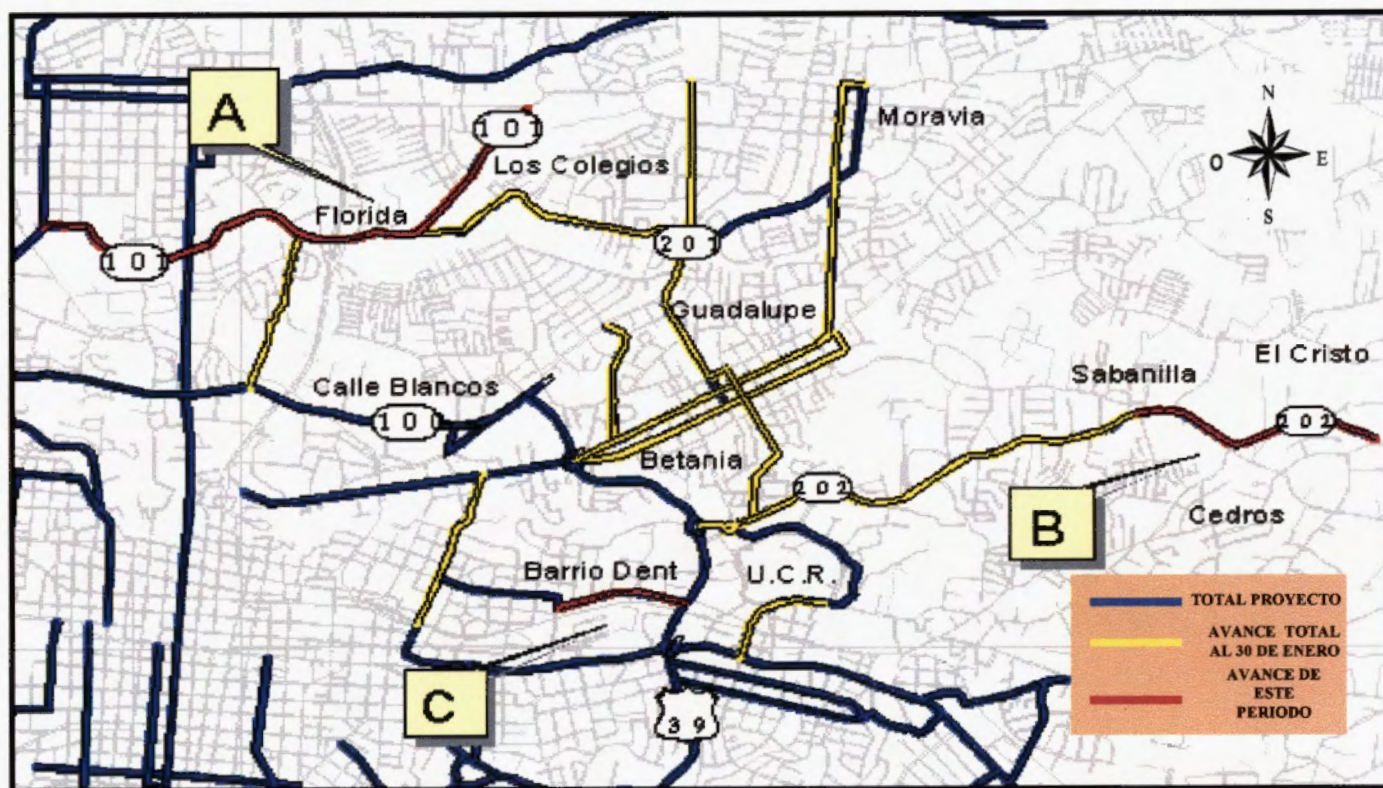 A
101
Los Colegios
Moravia
N
O
E
S
Florida
101
201
Guadalupe
El Cristo
Sabanilla
Calle Blancos
101
202
Betania
202
B
Cedros
Barrio Dent
U.C.R.
C
39
TOTAL PROYECTO
AVANCE TOTAL
AL 30 DE ENERO
AVANCE DE
ESTE
PERIODO